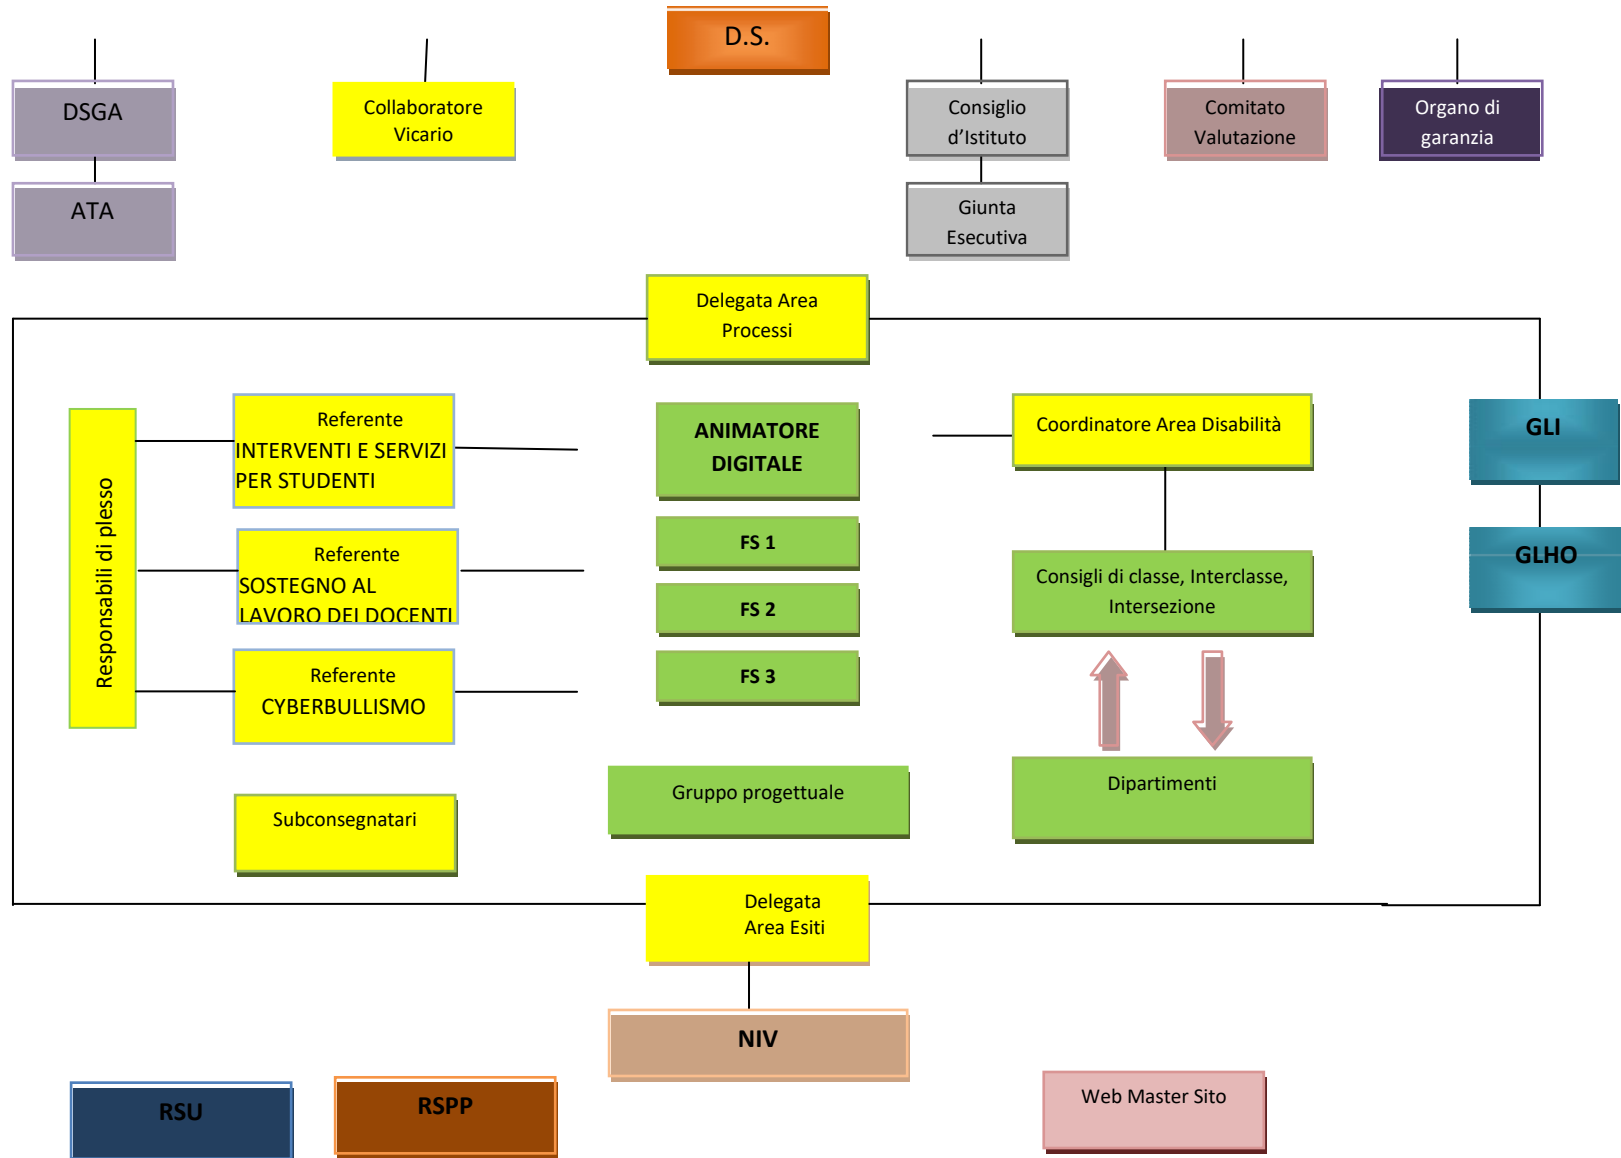 D.S.
DSGA
Collaboratore
Vicario
Consiglio
d’Istituto
Comitato
Valutazione
Organo di
garanzia
ATA
Giunta
Esecutiva
Delegata Area
Processi
Responsabili di plesso
Referente
INTERVENTI E SERVIZI
PER STUDENTI
Referente
SOSTEGNO AL
LAVORO DEI DOCENTI
Referente
CYBERBULLISMO
Subconsegnatari
ANIMATORE
DIGITALE
FS 1
FS 2
FS 3
Gruppo progettuale
Coordinatore Area Disabilità
Consigli di classe, Interclasse,
Intersezione
Dipartimenti
GLI
GLHO
Delegata
Area Esiti
NIV
RSU
RSPP
Web Master Sito